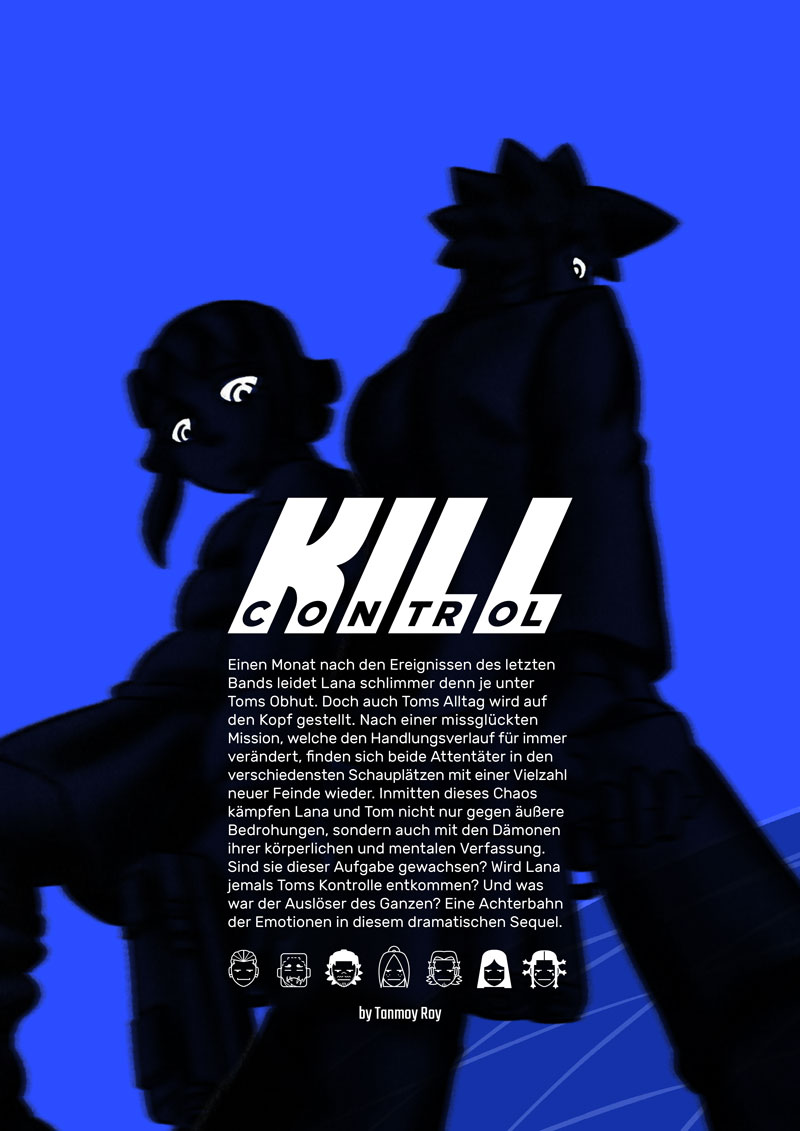 KILL
CONTROL
Einen Monat nach den Ereignissen des letzten
Bands leidet Lana schlimmer denn je unter
Toms Obhut. Doch auch Toms Alltag wird auf
den Kopf gestellt. Nach einer missglückten
Mission, welche den Handlungsverlauf für immer
verändert, finden sich beide Attentäter in den
verschiedensten Schauplätzen mit einer Vielzahl
neuer Feinde wieder. Inmitten dieses Chaos
kämpfen Lana und Tom nicht nur gegen äußere
Bedrohungen, sondern auch mit den Dämonen
ihrer körperlichen und mentalen Verfassung.
Sind sie dieser Aufgabe gewachsen? Wird Lana
jemals Toms Kontrolle entkommen? Und was
war der Auslöser des Ganzen? Eine Achterbahn
der Emotionen in diesem dramatischen Sequel.
by Tanmoy Roy